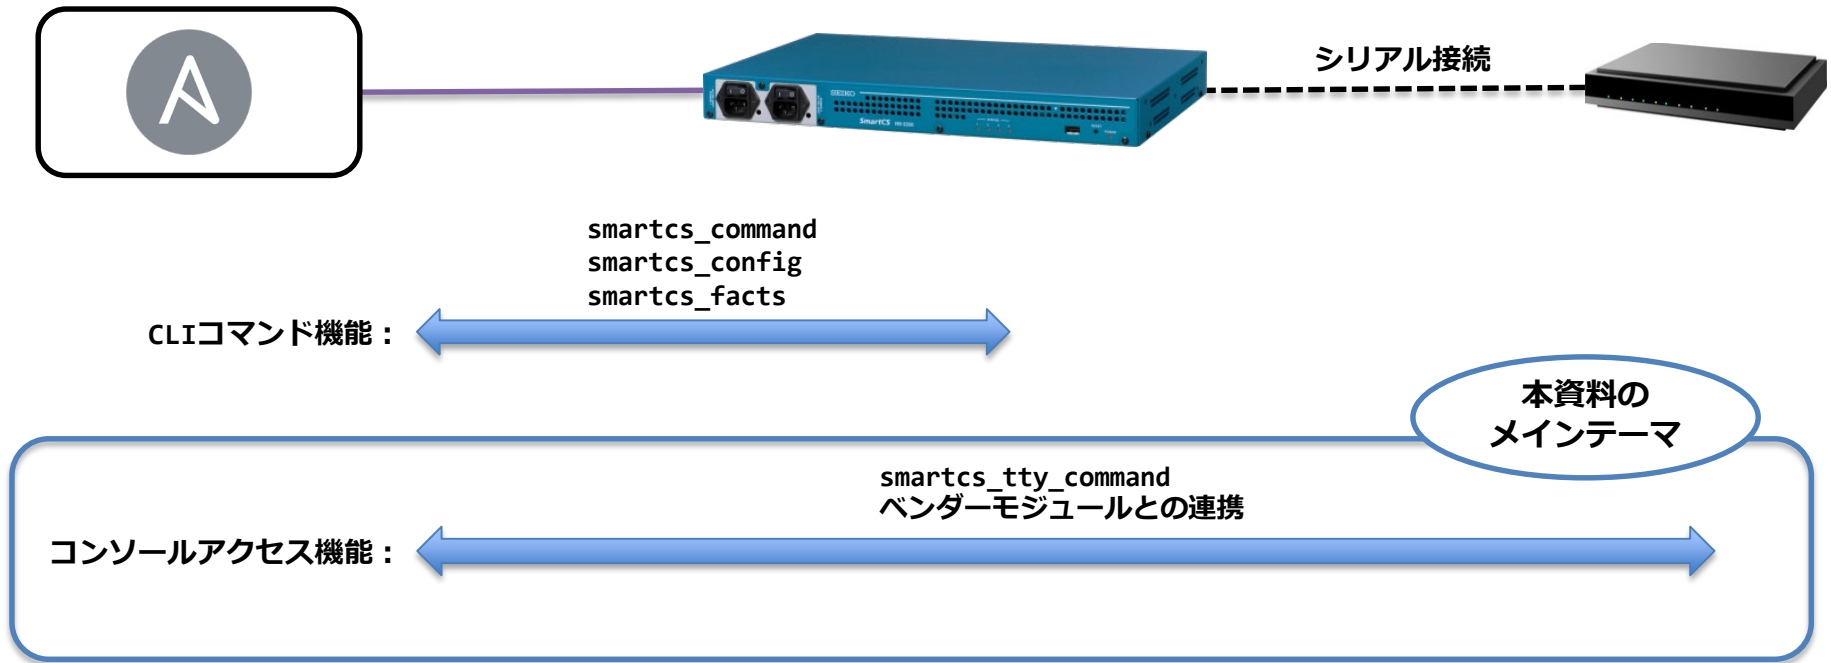 シリアル接続
SEIKO
SmartCS
smartcs_command
smartcs_config
smartcs_facts
CLIコマンド機能：
本資料の
メインテーマ
smartcs_tty_command
ベンダーモジュールとの連携
コンソールアクセス機能：